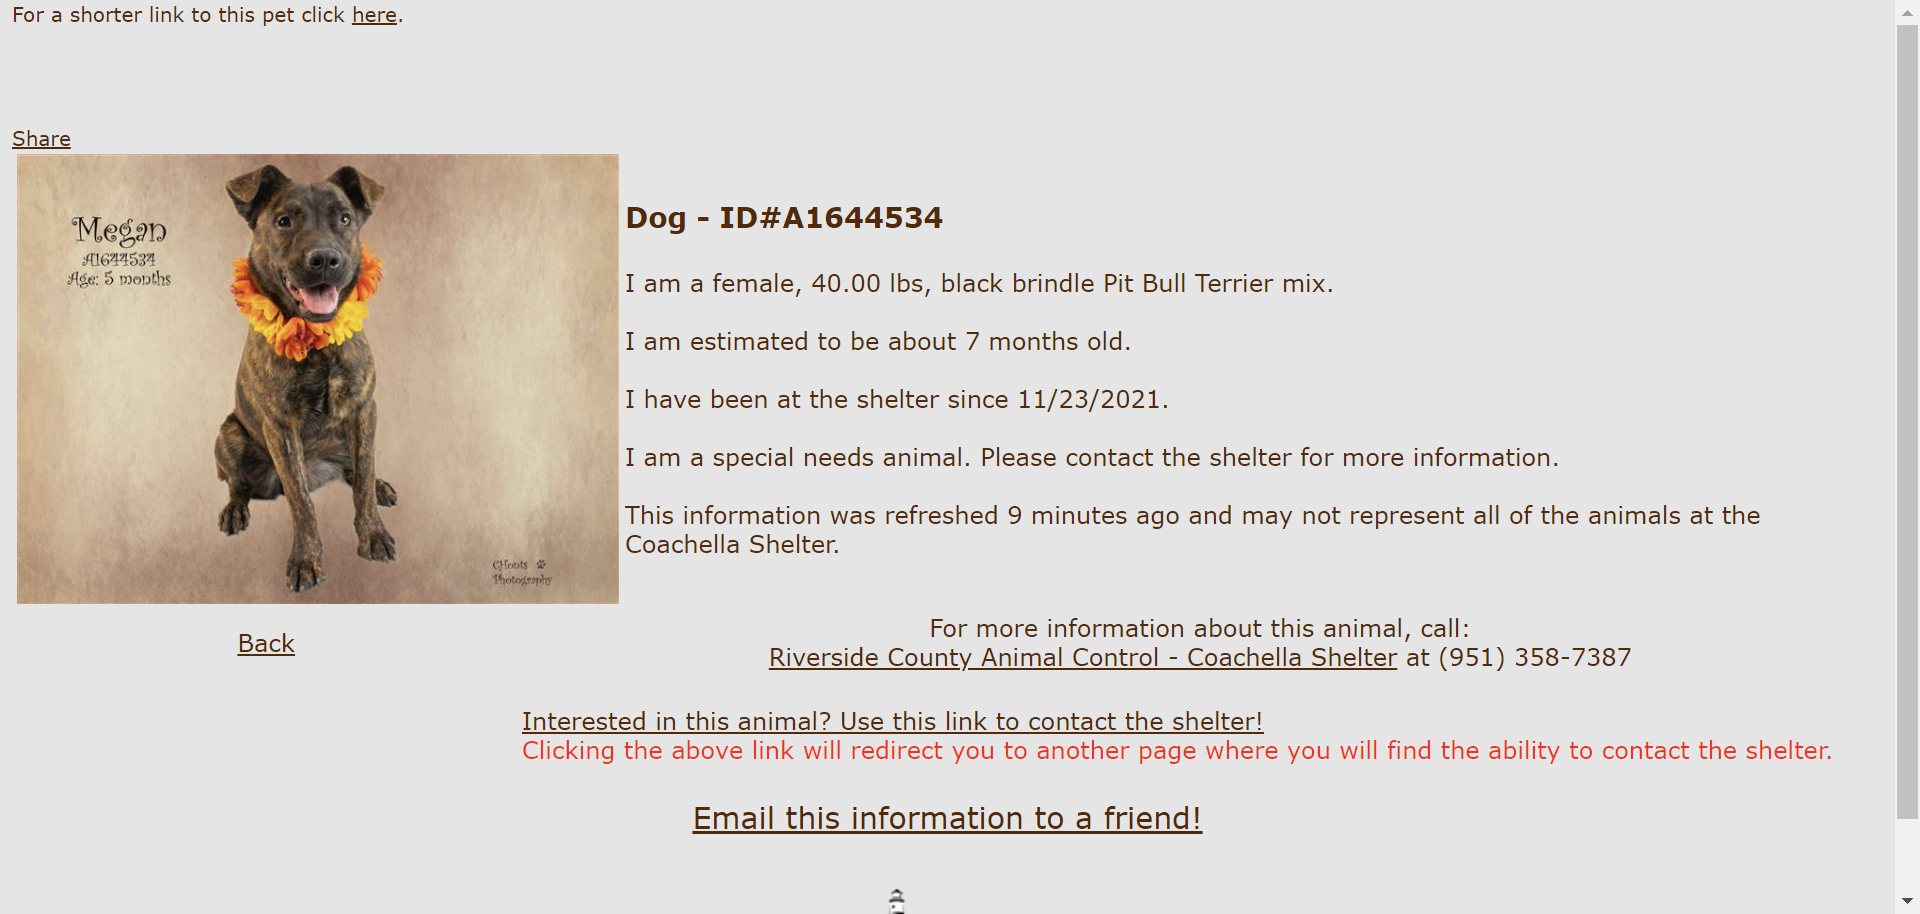 For a shorter link to this pet click here.
Share
Megan
A1644534
Age: 5 months
CHonts
Photography
Dog - ID#A1644534
I am a female, 40.00 lbs, black brindle Pit Bull Terrier mix.
I am estimated to be about 7 months old.
I have been at the shelter since 11/23/2021.
I am a special needs animal. Please contact the shelter for more information.
This information was refreshed 9 minutes ago and may not represent all of the animals at the
Coachella Shelter.
Back
For more information about this animal, call:
Riverside County Animal Control - Coachella Shelter at (951) 358-7387
Interested in this animal? Use this link to contact the shelter!
Clicking the above link will redirect you to another page where you will find the ability to contact the shelter.
Email this information to a friend!